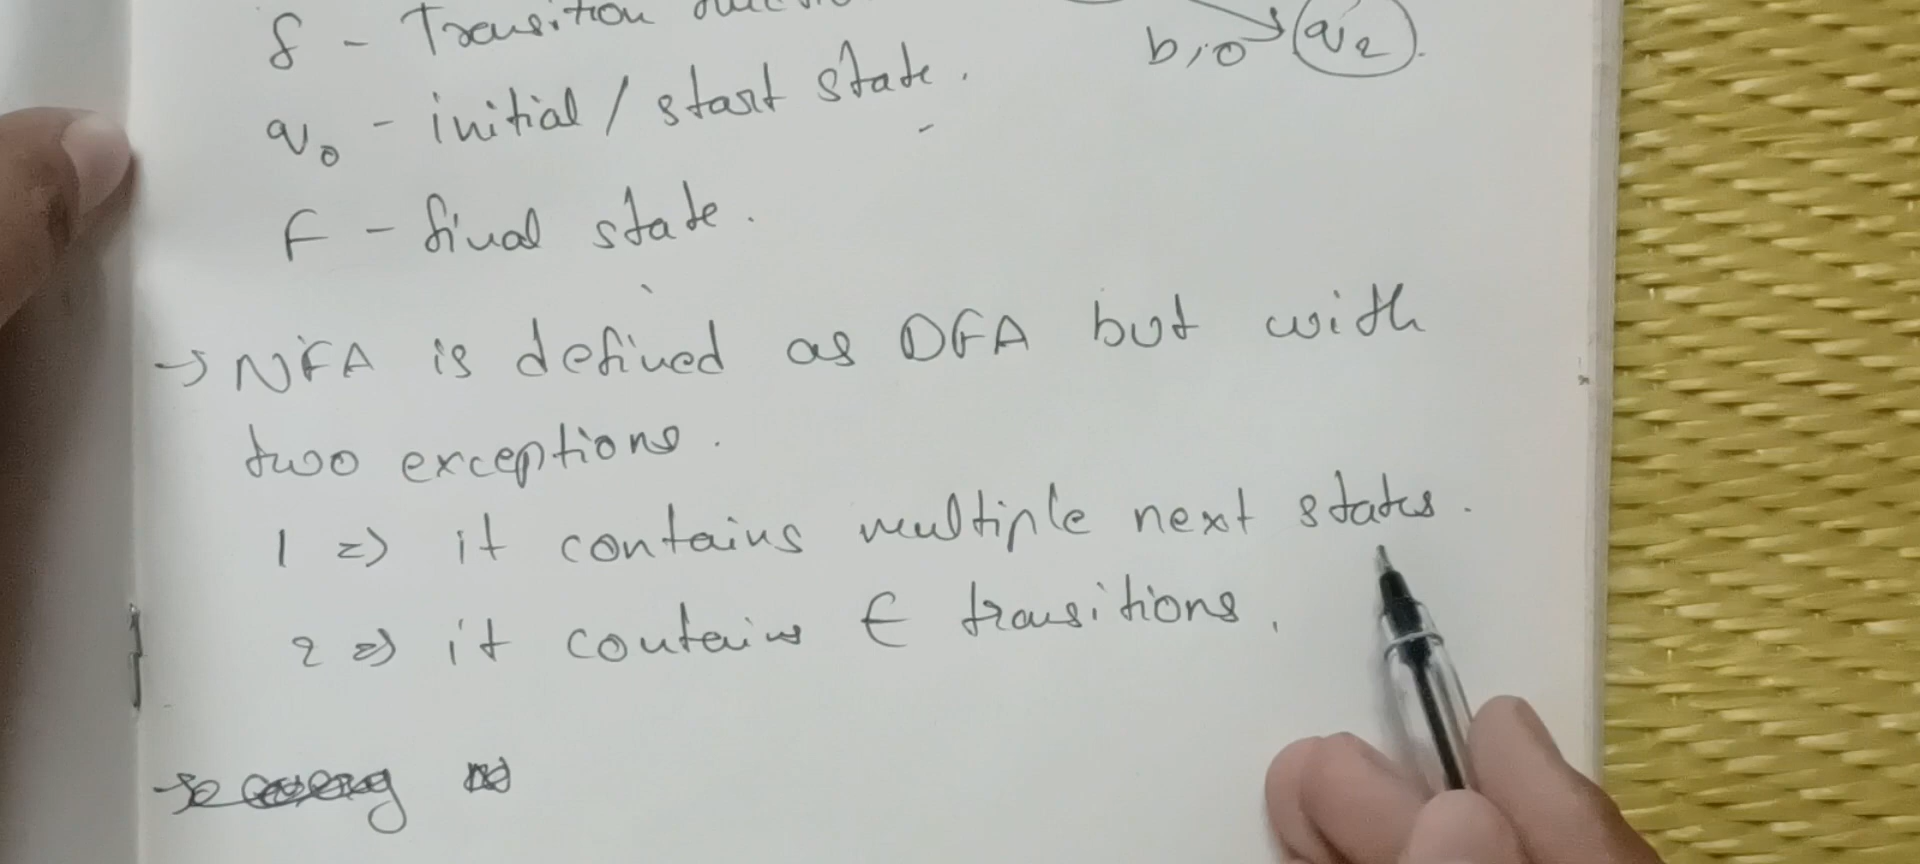 δ - Transition
b,0 q2
q0 - initial / start state.
F - final state.
→ NFA is defined as DFA but with
two exceptions.
1 => it contains multiple next states.
2 => it contains ϵ transitions.